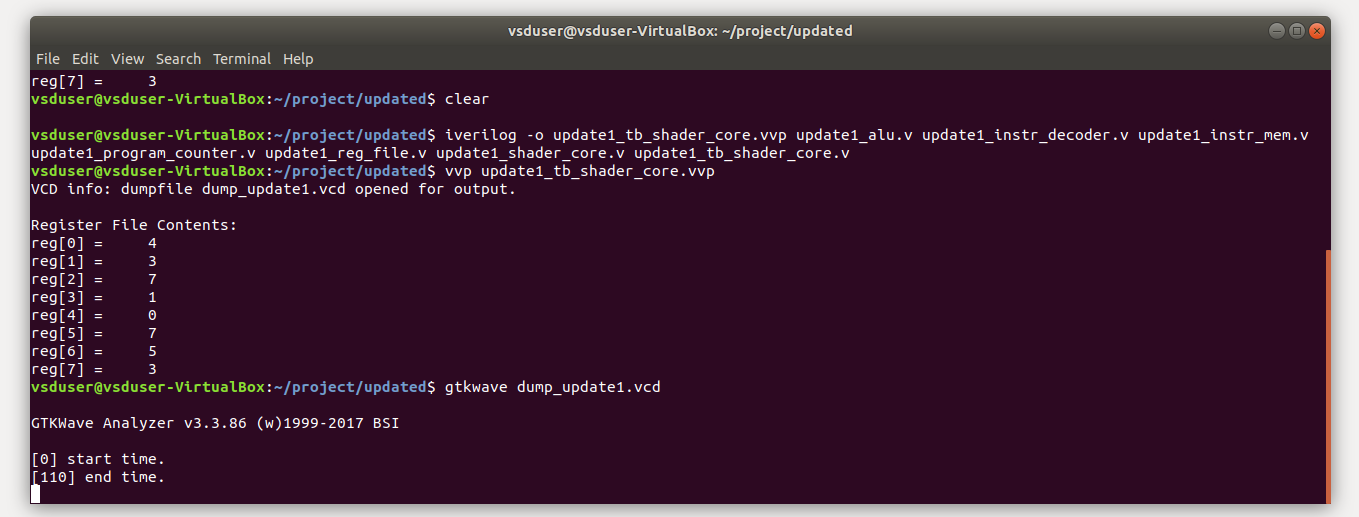 vsduser@vsduser-VirtualBox: ~/project/updated
File Edit View Search Terminal Help
reg[7] =     3
vsduser@vsduser-VirtualBox:~/project/updated$ clear
vsduser@vsduser-VirtualBox:~/project/updated$ iverilog -o update1_tb_shader_core.vvp update1_alu.v update1_instr_decoder.v update1_instr_mem.v
update1_program_counter.v update1_reg_file.v update1_shader_core.v update1_tb_shader_core.v
vsduser@vsduser-VirtualBox:~/project/updated$ vvp update1_tb_shader_core.vvp
VCD info: dumpfile dump_update1.vcd opened for output.
Register File Contents:
reg[0] =     4
reg[1] =     3
reg[2] =     7
reg[3] =     1
reg[4] =     0
reg[5] =     7
reg[6] =     5
reg[7] =     3
vsduser@vsduser-VirtualBox:~/project/updated$ gtkwave dump_update1.vcd
GTKWave Analyzer v3.3.86 (w)1999-2017 BSI
[0] start time.
[110] end time.